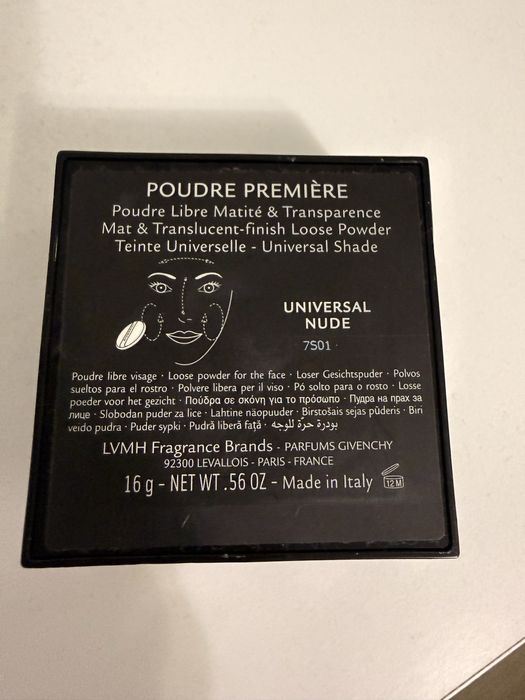 POUDRE PREMIÈRE
Poudre Libre Matité & Transparence
Mat & Translucent-finish Loose Powder
Teinte Universelle - Universal Shade
UNIVERSAL
NUDE
7S01
Poudre libre visage · Loose powder for the face · Loser Gesichtspuder · Polvos
sueltos para el rostro · Polvere libera per il viso · Pó solto para o rosto · Losse
poeder voor het gezicht · Πούδρα σε σκόνη για το πρόσωπο · Пудра на прах за
лице · Slobodan puder za lice · Lahtine näopuuder · Birstošais sejas pūderis · Biri
veido pudra · Puder sypki · Pudră liberă față · بودرة حرّة للوجه
LVMH Fragrance Brands - PARFUMS GIVENCHY
92300 LEVALLOIS - PARIS - FRANCE
16 g - NET WT .56 OZ - Made in Italy 12 M